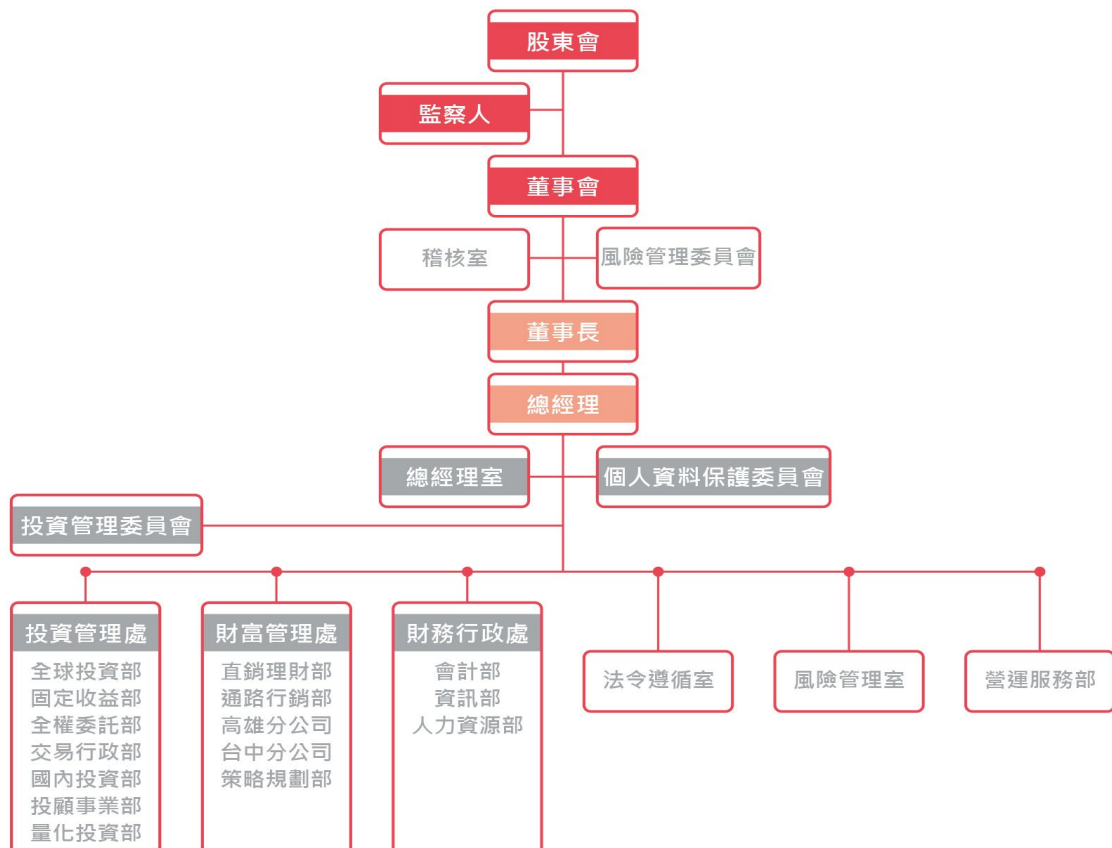 股東會
監察人
董事會
稽核室
風險管理委員會
董事長
總經理
總經理室
個人資料保護委員會
投資管理委員會
投資管理處
全球投資部
固定收益部
全權委託部
交易行政部
國內投資部
投顧事業部
量化投資部
財富管理處
直銷理財部
通路行銷部
高雄分公司
台中分公司
策略規劃部
財務行政處
會計部
資訊部
人力資源部
法令遵循室
風險管理室
營運服務部